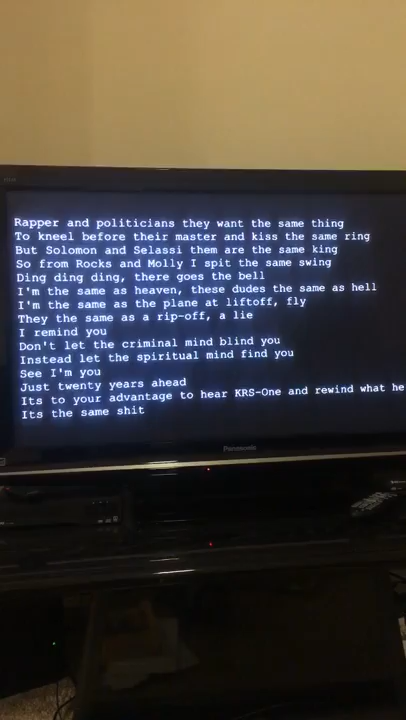 Rapper and politicians they want the same thing
To kneel before their master and kiss the same ring
But Solomon and Selassi them are the same king
So from Rocks and Molly I spit the same swing
Ding ding ding, there goes the bell
I'm the same as heaven, these dudes the same as hell
I'm the same as the plane at liftoff, fly
They the same as a rip-off, a lie
I remind you
Don't let the criminal mind blind you
Instead let the spiritual mind find you
See I'm you
Just twenty years ahead
Its to your advantage to hear KRS-One and rewind what he
Its the same shit
Panasonic